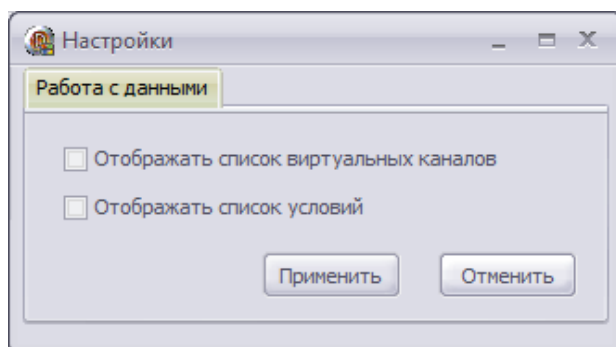 Настройки
Работа с данными
Отображать список виртуальных каналов
Отображать список условий
Применить Отменить